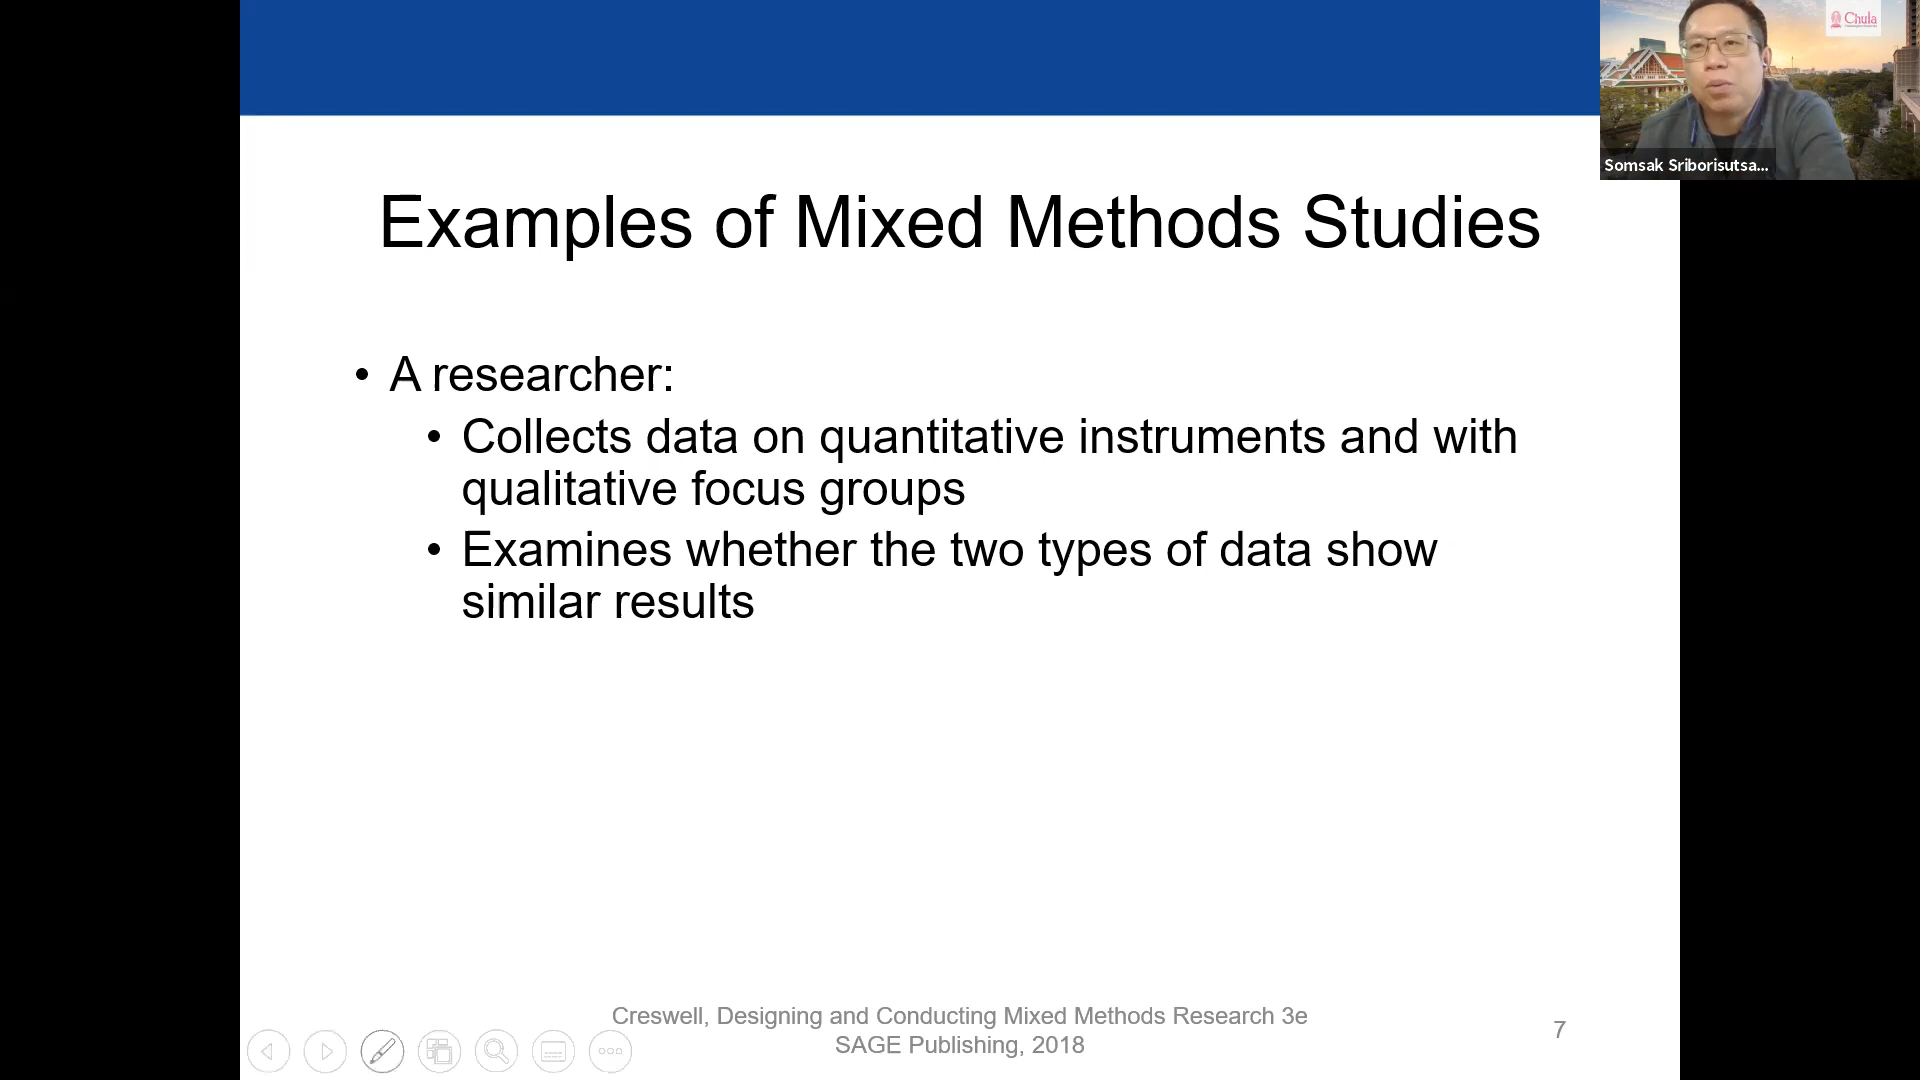 Chula
Somsak Sriborisutsa...
Examples of Mixed Methods Studies
• A researcher:
• Collects data on quantitative instruments and with
qualitative focus groups
• Examines whether the two types of data show
similar results
Creswell, Designing and Conducting Mixed Methods Research 3e
SAGE Publishing, 2018
7